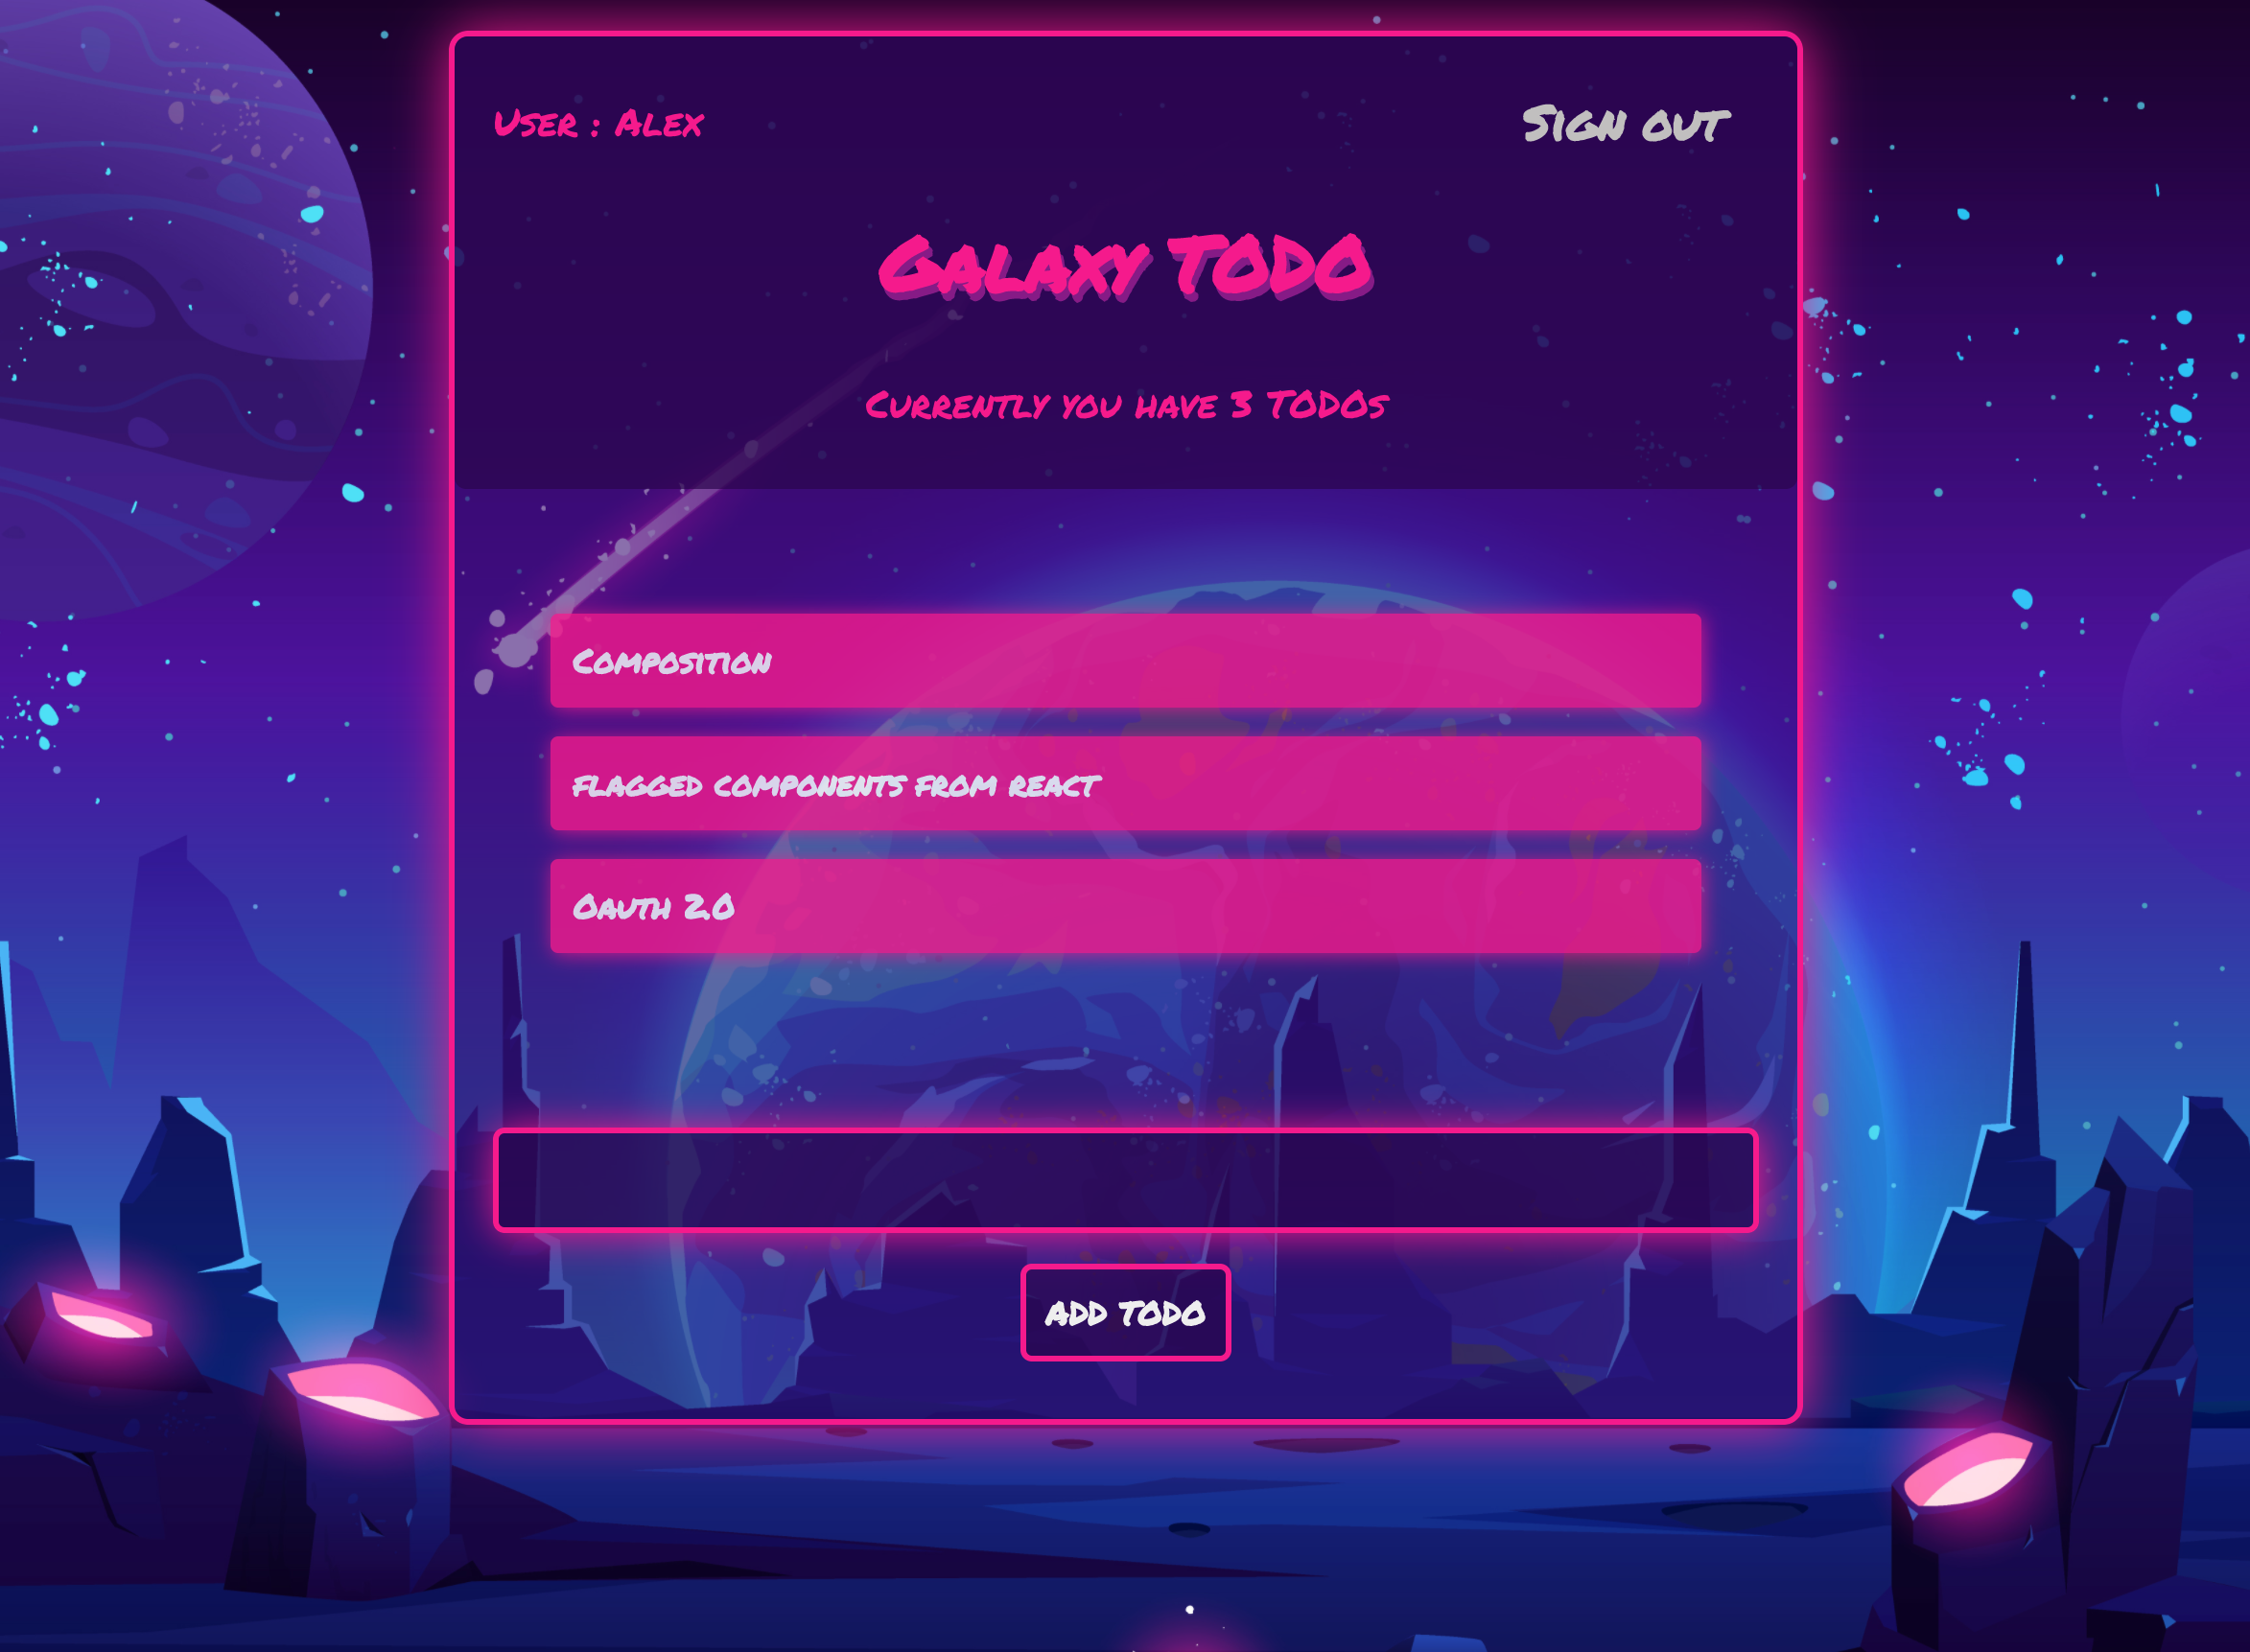 User : Alex
Sign out
Galaxy TODO
Currently you have 3 TODOs
Composition
flagged components from react
Oauth 2.0
ADD TODO